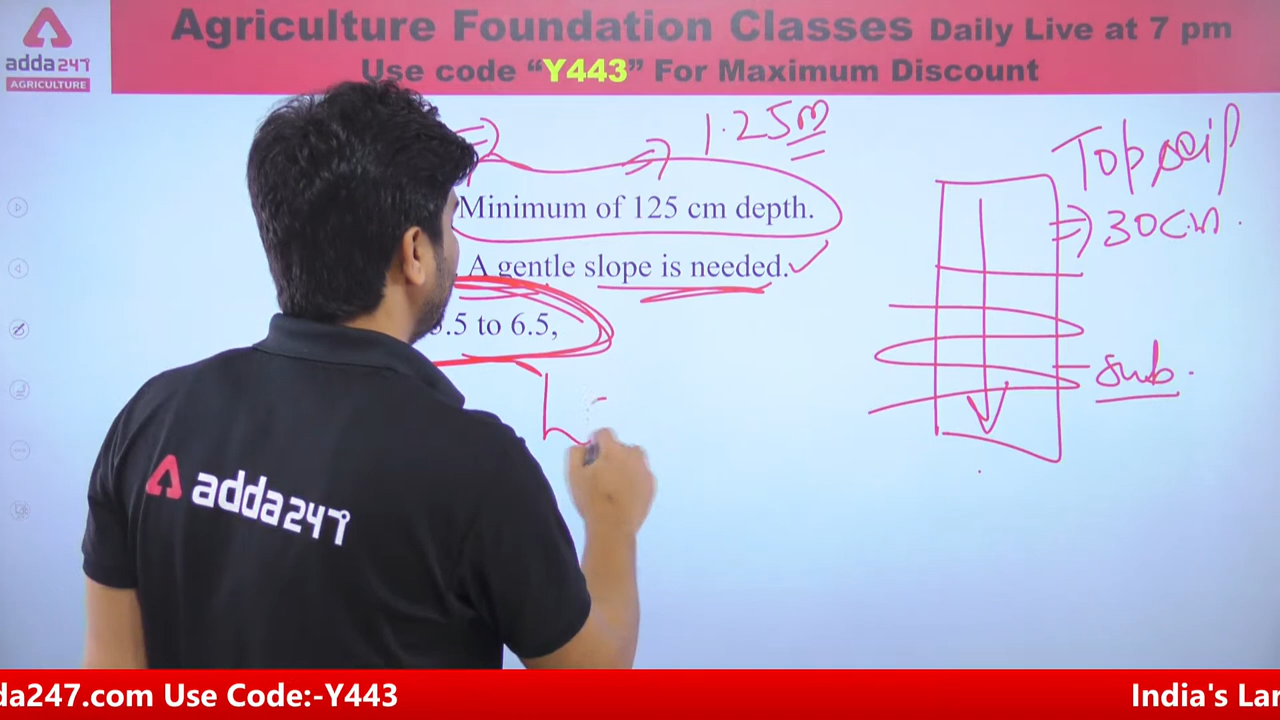 Agriculture Foundation Classes Daily Live at 7 pm
Use code “Y443” For Maximum Discount
adda247
AGRICULTURE
1.25m
Minimum of 125 cm depth.
A gentle slope is needed.
.5 to 6.5,
Top soil
30cm.
sub.
adda247
da247.com Use Code:-Y443
India's Lar